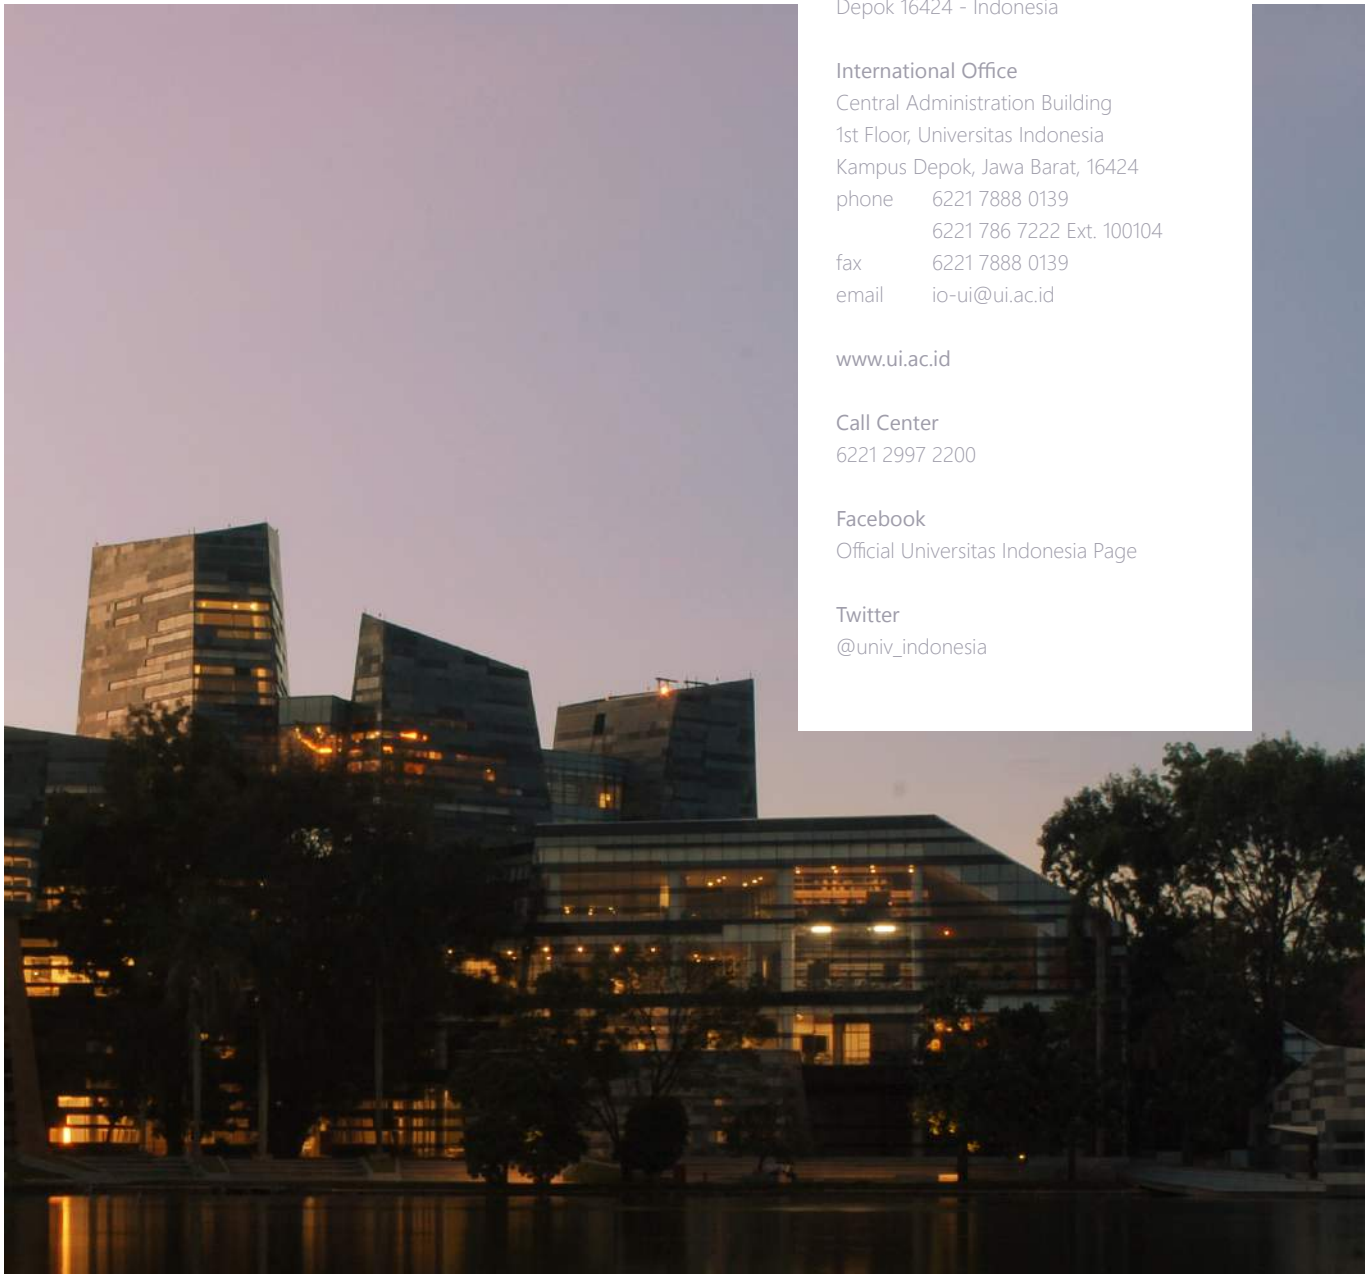 Depok 16424 - Indonesia
International Office
Central Administration Building
1st Floor, Universitas Indonesia
Kampus Depok, Jawa Barat, 16424
phone 6221 7888 0139
6221 786 7222 Ext. 100104
fax 6221 7888 0139
email io-ui@ui.ac.id
www.ui.ac.id
Call Center
6221 2997 2200
Facebook
Official Universitas Indonesia Page
Twitter
@univ_indonesia